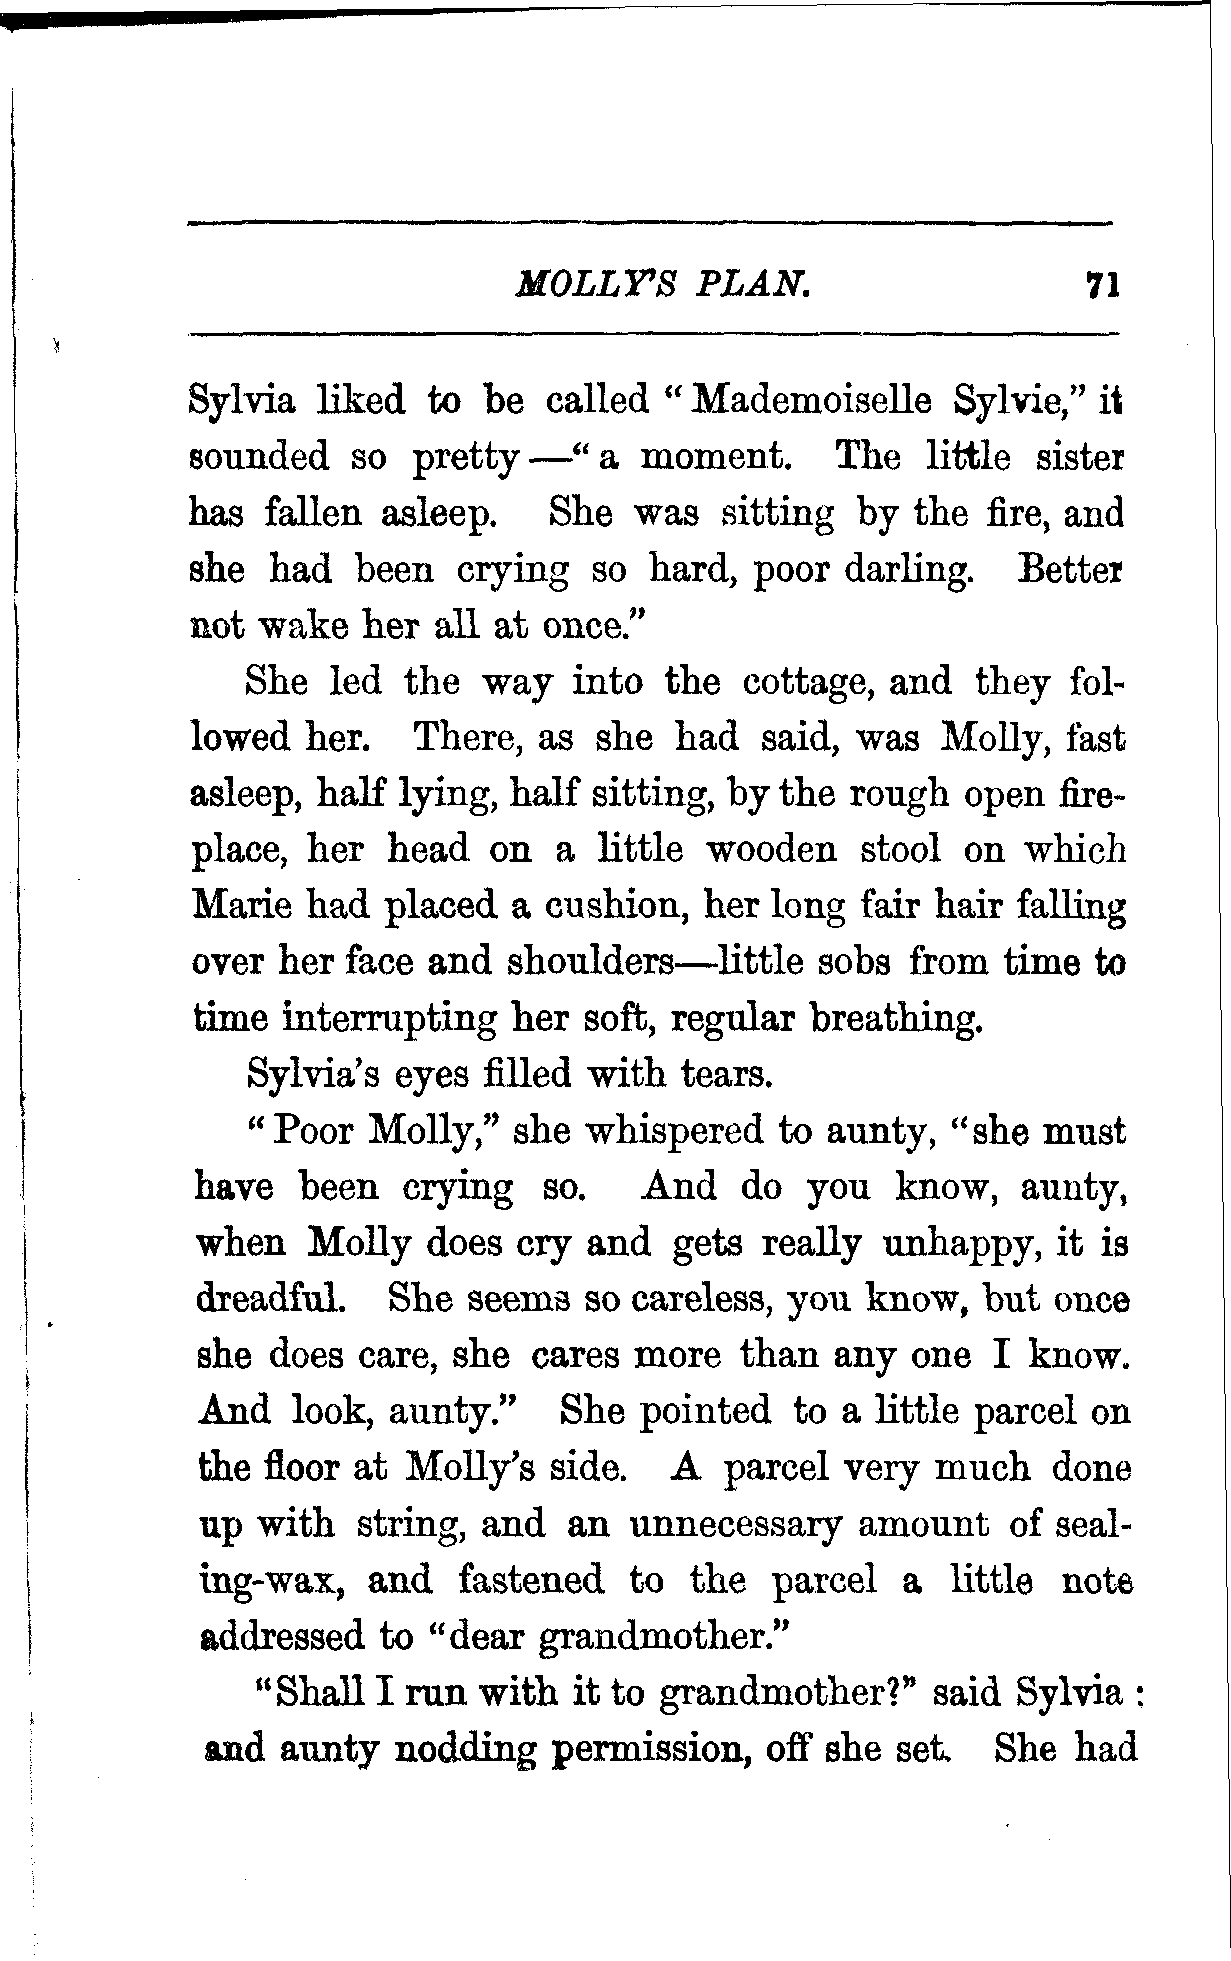 MOLLY'S PLAN. 71
Sylvia liked to be called "Mademoiselle Sylvie," it
sounded so pretty—"a moment. The little sister
has fallen asleep. She was sitting by the fire, and
she had been crying so hard, poor darling. Better
not wake her all at once."
She led the way into the cottage, and they fol-
lowed her. There, as she had said, was Molly, fast
asleep, half lying, half sitting, by the rough open fire-
place, her head on a little wooden stool on which
Marie had placed a cushion, her long fair hair falling
over her face and shoulders—little sobs from time to
time interrupting her soft, regular breathing.
Sylvia's eyes filled with tears.
"Poor Molly," she whispered to aunty, "she must
have been crying so. And do you know, aunty,
when Molly does cry and gets really unhappy, it is
dreadful. She seems so careless, you know, but once
she does care, she cares more than any one I know.
And look, aunty." She pointed to a little parcel on
the floor at Molly's side. A parcel very much done
up with string, and an unnecessary amount of seal-
ing-wax, and fastened to the parcel a little note
addressed to "dear grandmother."
"Shall I run with it to grandmother?" said Sylvia:
and aunty nodding permission, off she set. She had